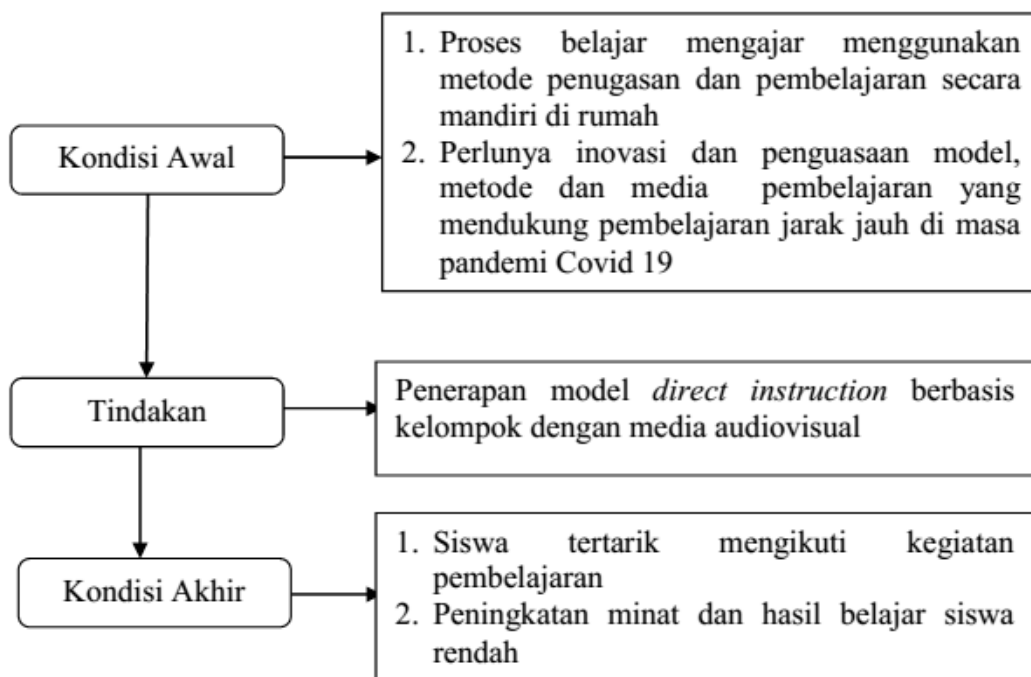 1. Proses belajar mengajar menggunakan
metode penugasan dan pembelajaran secara
mandiri di rumah
2. Perlunya inovasi dan penguasaan model,
metode dan media pembelajaran yang
mendukung pembelajaran jarak jauh di masa
pandemi Covid 19
Kondisi Awal
Tindakan
Penerapan model direct instruction berbasis
kelompok dengan media audiovisual
Kondisi Akhir
1. Siswa tertarik mengikuti kegiatan
pembelajaran
2. Peningkatan minat dan hasil belajar siswa
rendah